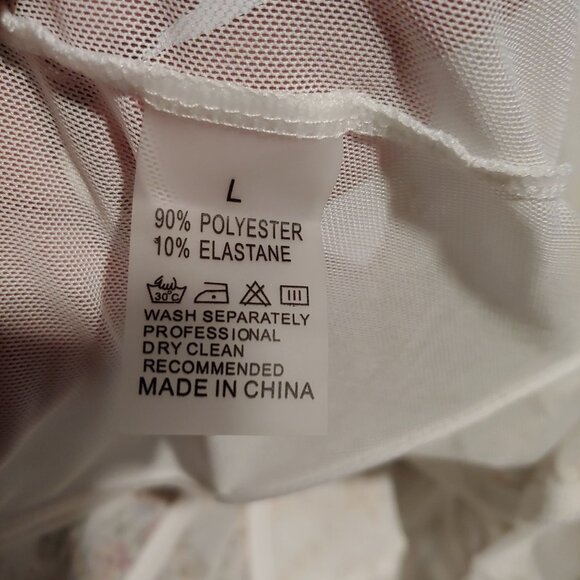 L
90% POLYESTER
10% ELASTANE
30°C
WASH SEPARATELY
PROFESSIONAL
DRY CLEAN
RECOMMENDED
MADE IN CHINA